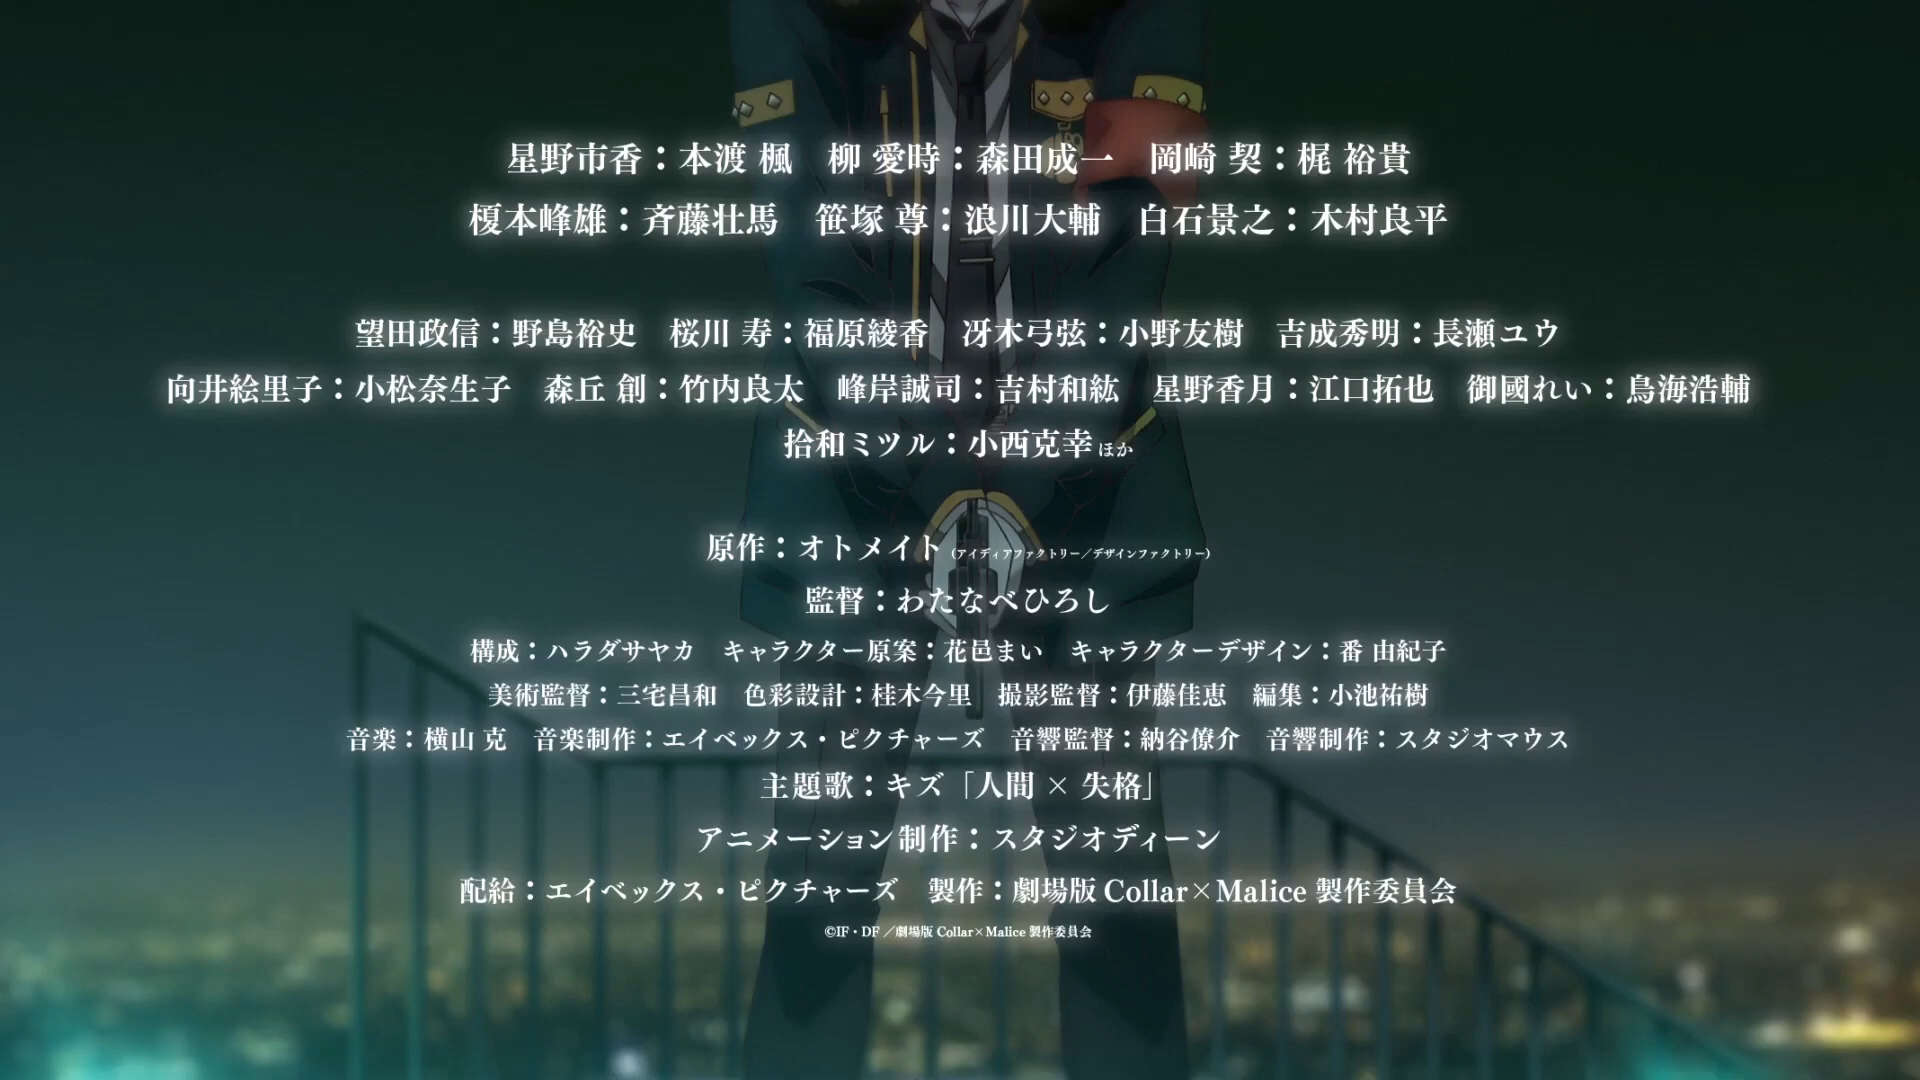 星野市香：本渡 楓　柳 愛時：森田成一　岡崎 契：梶 裕貴
榎本峰雄：斉藤壮馬　笹塚 尊：浪川大輔　白石景之：木村良平
望田政信：野島裕史　桜川 寿：福原綾香　冴木弓弦：小野友樹　吉成秀明：長瀬ユウ
向井絵里子：小松奈生子　森丘 創：竹内良太　峰岸誠司：吉村和紘　星野香月：江口拓也　御國れい：鳥海浩輔
拾和ミツル：小西克幸 ほか
原作：オトメイト（アイディアファクトリー／デザインファクトリー）
監督：わたなべひろし
構成：ハラダサヤカ　キャラクター原案：花邑まい　キャラクターデザイン：番 由紀子
美術監督：三宅昌和　色彩設計：桂木今里　撮影監督：伊藤佳恵　編集：小池祐樹
音楽：横山 克　音楽制作：エイベックス・ピクチャーズ　音響監督：納谷僚介　音響制作：スタジオマウス
主題歌：キズ「人間 × 失格」
アニメーション制作：スタジオディーン
配給：エイベックス・ピクチャーズ　製作：劇場版 Collar×Malice 製作委員会
©IF・DF／劇場版 Collar×Malice 製作委員会